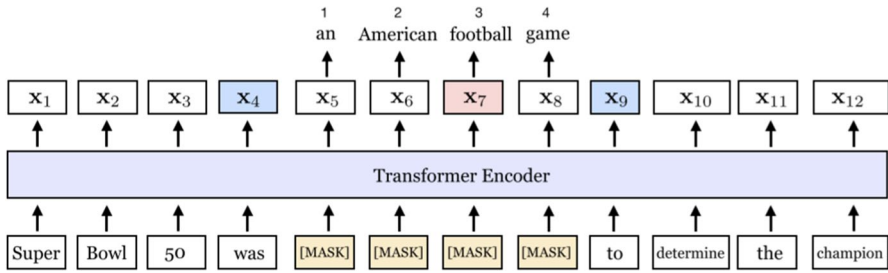 1 2 3 4
an American football game
x₁ x₂ x₃ x₄ x₅ x₆ x₇ x₈ x₉ x₁₀ x₁₁ x₁₂
Transformer Encoder
Super Bowl 50 was [MASK] [MASK] [MASK] [MASK] to determine the champion